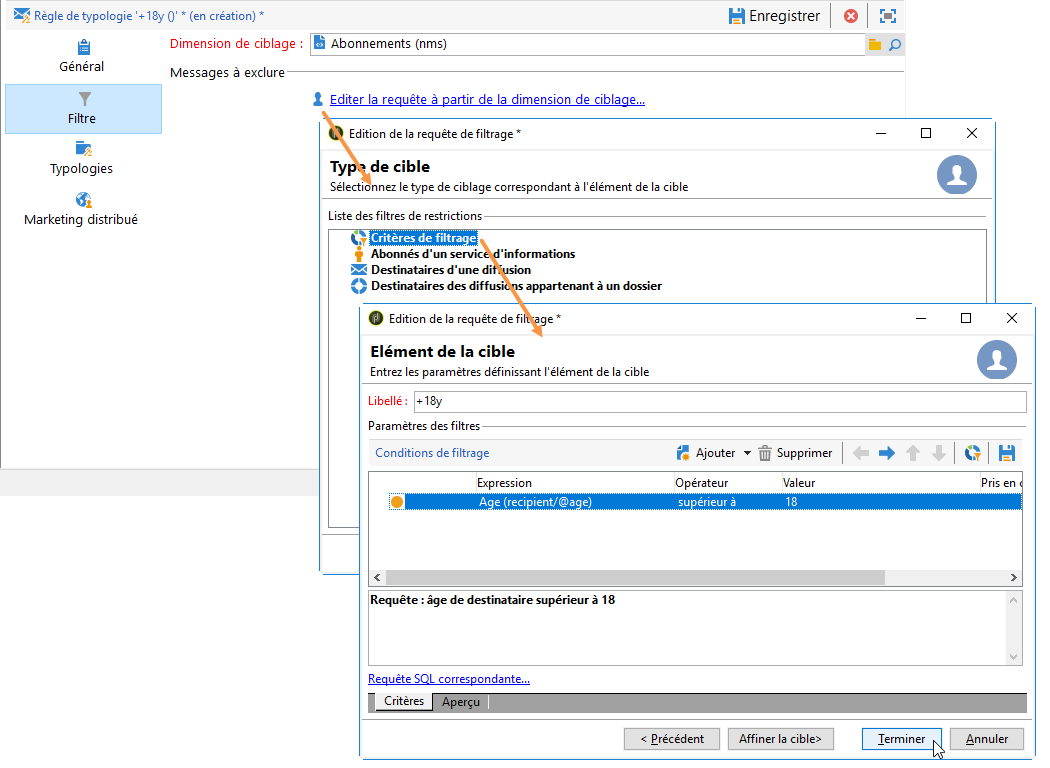 Règle de typologie '+18y ()' * (en création) *
Enregistrer
Général
Filtre
Typologies
Marketing distribué
Dimension de ciblage :
Abonnements (nms)
Messages à exclure
Editer la requête à partir de la dimension de ciblage...
Edition de la requête de filtrage *
Type de cible
Sélectionnez le type de ciblage correspondant à l'élément de la cible
Liste des filtres de restrictions
Critères de filtrage
Abonnés d'un service d'informations
Destinataires d'une diffusion
Destinataires des diffusions appartenant à un dossier
Edition de la requête de filtrage *
Elément de la cible
Entrez les paramètres définissant l'élément de la cible
Libellé :
+18y
Paramètres des filtres
Conditions de filtrage
Ajouter
Supprimer
Expression Opérateur Valeur Pris en c
Age (recipient/@age) supérieur à 18
Requête : âge de destinataire supérieur à 18
Requête SQL correspondante...
Critères Aperçu
< Précédent
Affiner la cible>
Terminer
Annuler